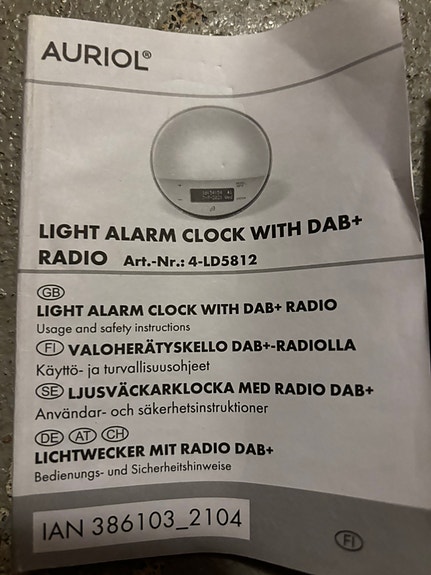 AURIOL®
LIGHT ALARM CLOCK WITH DAB+
RADIO Art.-Nr.: 4-LD5812
GB
LIGHT ALARM CLOCK WITH DAB+ RADIO
Usage and safety instructions
FI VALOHERÄTYSKELLO DAB+-RADIOLLA
Käyttö- ja turvallisuusohjeet
SE LJUSVÄCKARKLOCKA MED RADIO DAB+
Användar- och säkerhetsinstruktioner
DE AT CH
LICHTWECKER MIT RADIO DAB+
Bedienungs- und Sicherheitshinweise
IAN 386103_2104
FI